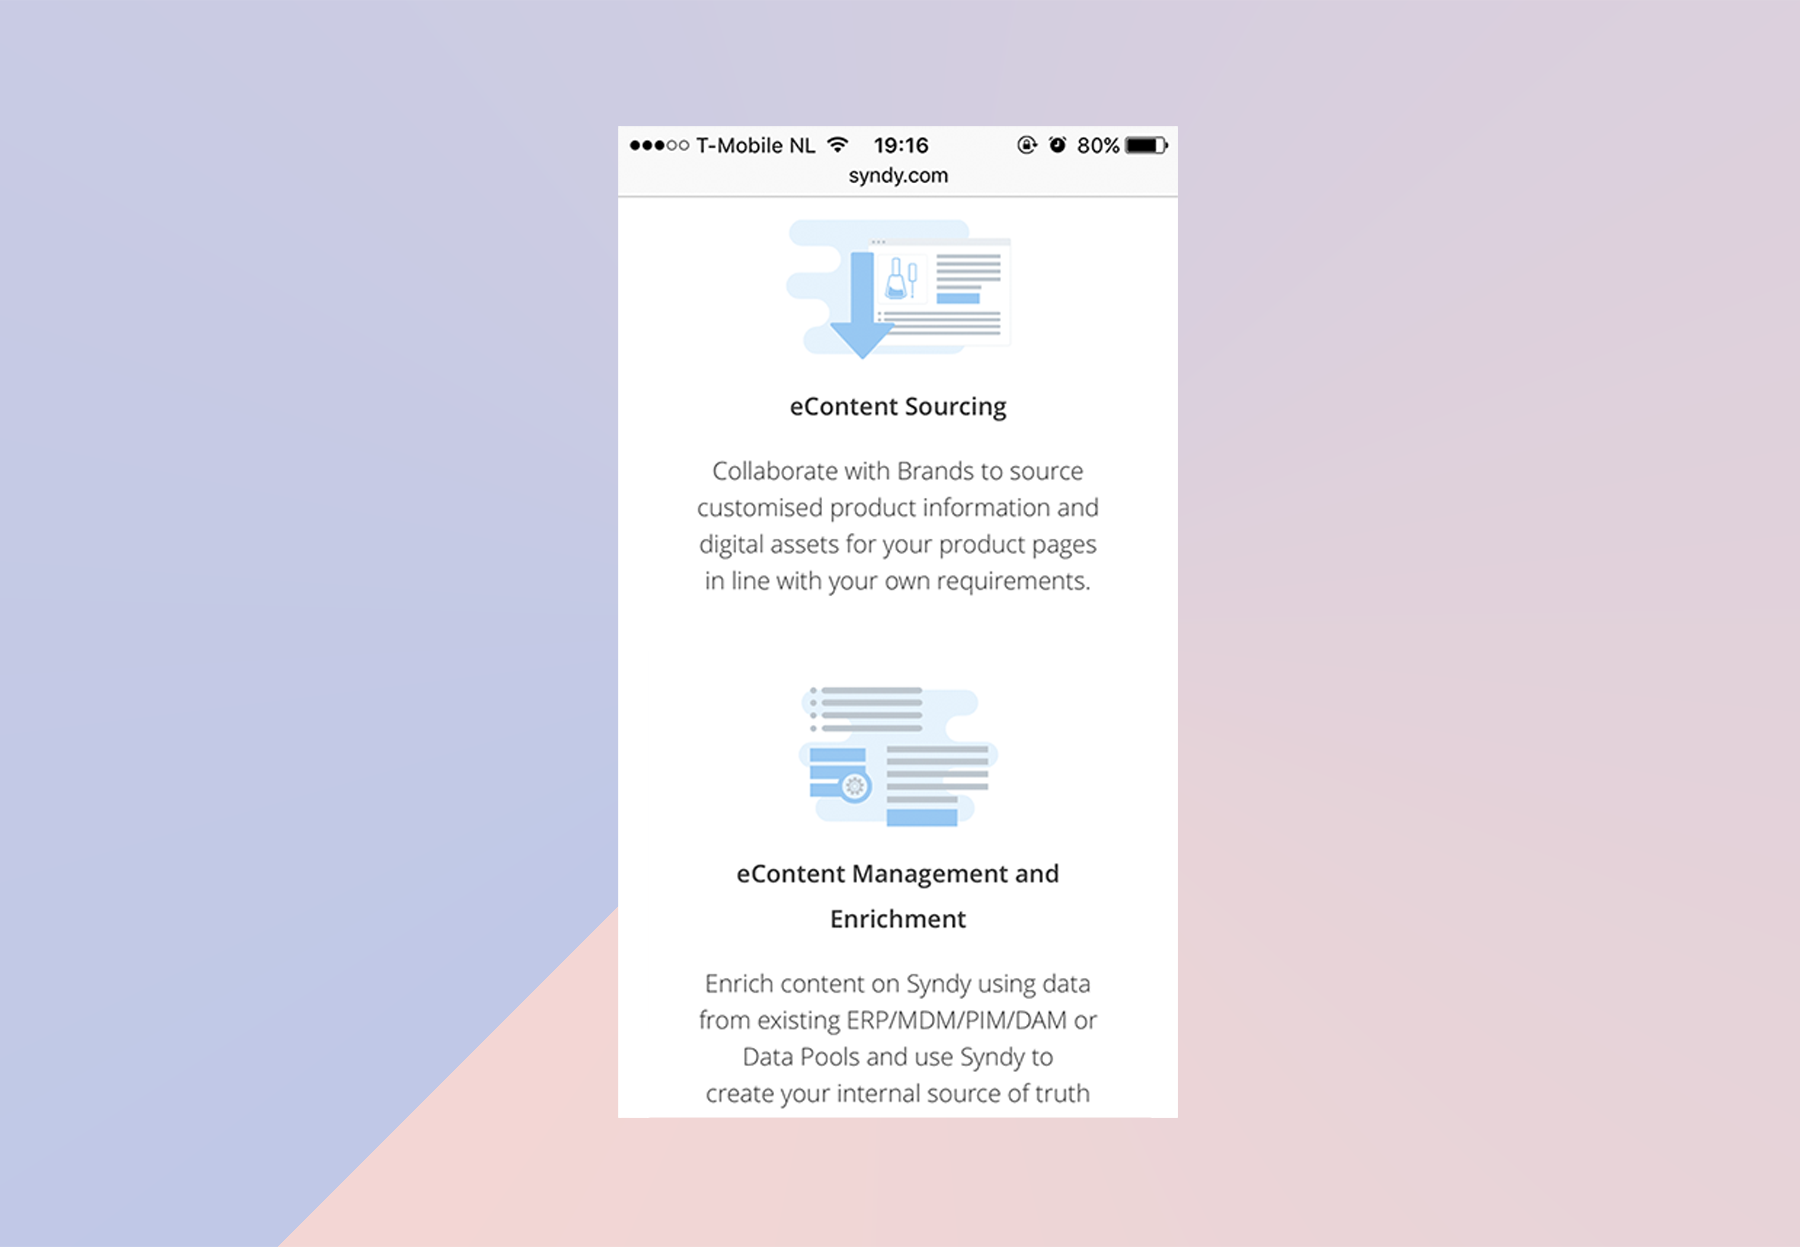 T-Mobile NL 19:16 80%
syndy.com
eContent Sourcing
Collaborate with Brands to source
customised product information and
digital assets for your product pages
in line with your own requirements.
eContent Management and
Enrichment
Enrich content on Syndy using data
from existing ERP/MDM/PIM/DAM or
Data Pools and use Syndy to
create your internal source of truth